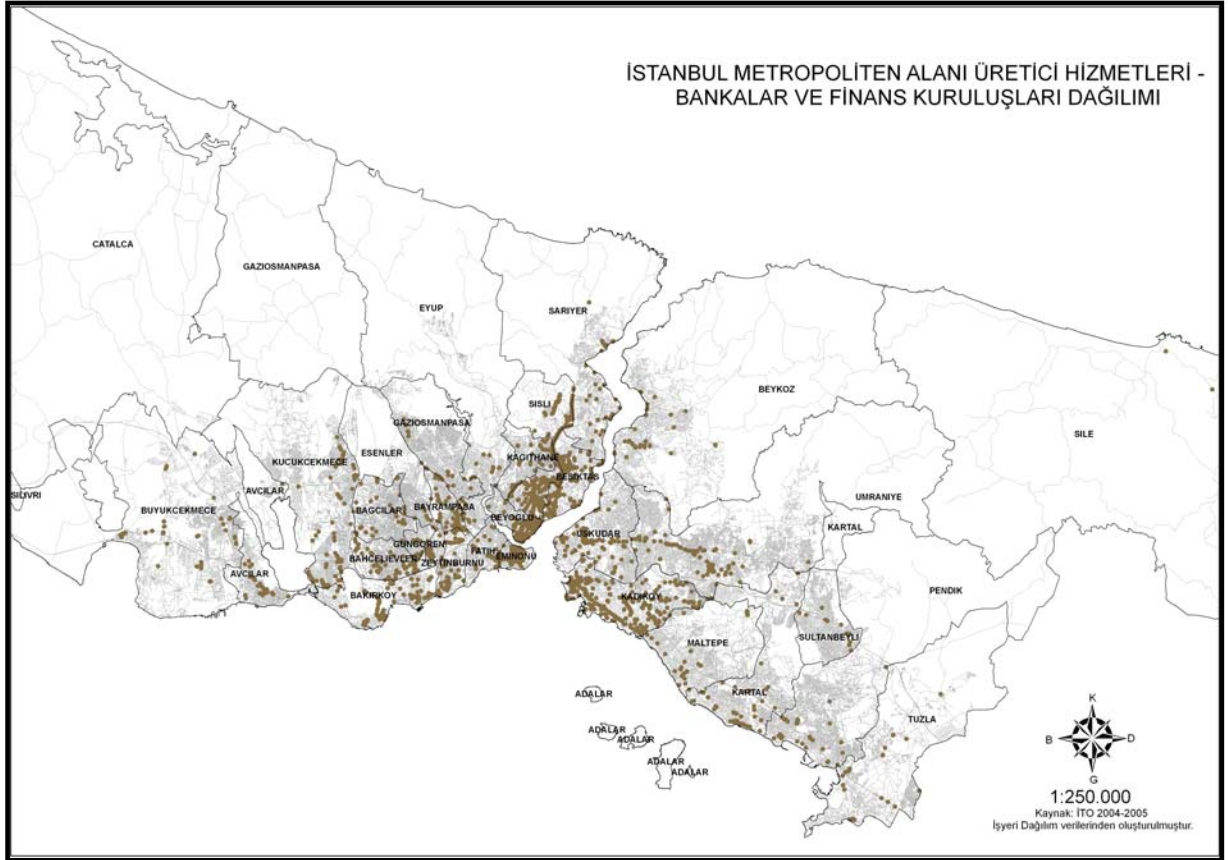 İSTANBUL METROPOLİTEN ALANI ÜRETİCİ HİZMETLERİ -
BANKALAR VE FİNANS KURULUŞLARI DAĞILIMI
CATALCA
GAZIOSMANPASA
EYUP
SARIYER
BEYKOZ
SILE
SISLI
GAZIOSMANPASA
KAGITHANE
ESENLER
KUCUKCEKMECE
BESIKTAS
AVCILAR
SILIVRI
BUYUKCEKMECE
UMRANIYE
BAGCILAR
BAYRAMPASA
BEYOGLU
KARTAL
USKUDAR
GUNGOREN
FATIH
EMINONU
BAHCELIEVLER
ZEYTINBURNU
AVCILAR
BAKIRKOY
KADIKOY
PENDIK
MALTEPE
SULTANBEYLI
ADALAR
KARTAL
TUZLA
ADALAR
ADALAR
ADALAR
ADALAR
K
B
D
G
1:250.000
Kaynak: İTO 2004-2005
İşyeri Dağılım verilerinden oluşturulmuştur.